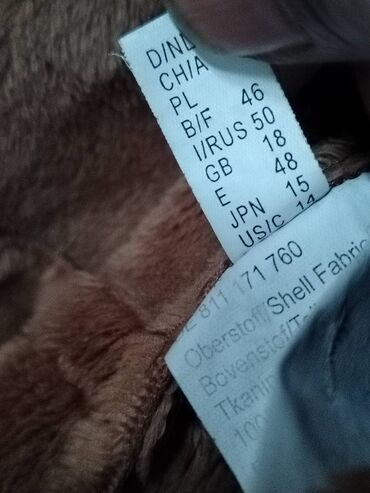 D/NL
CH/A
PL
B/F 46
I/RUS 50
GB 18
E 48
JPN 15
US/C 14
811 171 760
Oberstoff/Shell Fabric
Bovenstof/
Tkanin
100